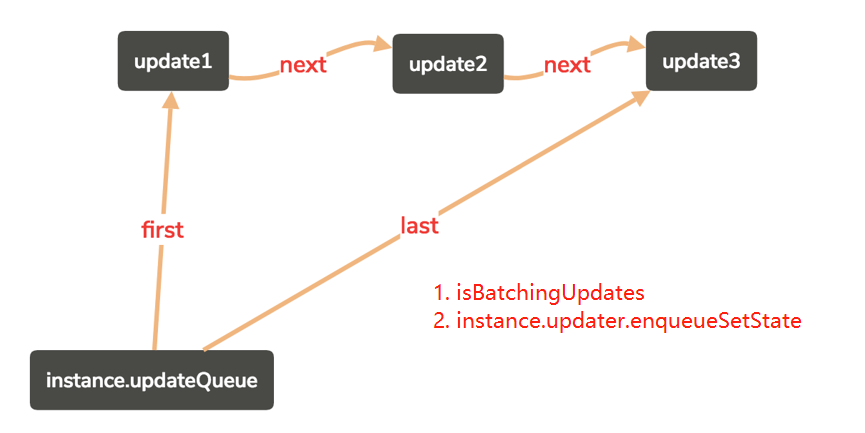 update1
next
update2
next
update3
first
last
1. isBatchingUpdates
2. instance.updater.enqueueSetState
instance.updateQueue